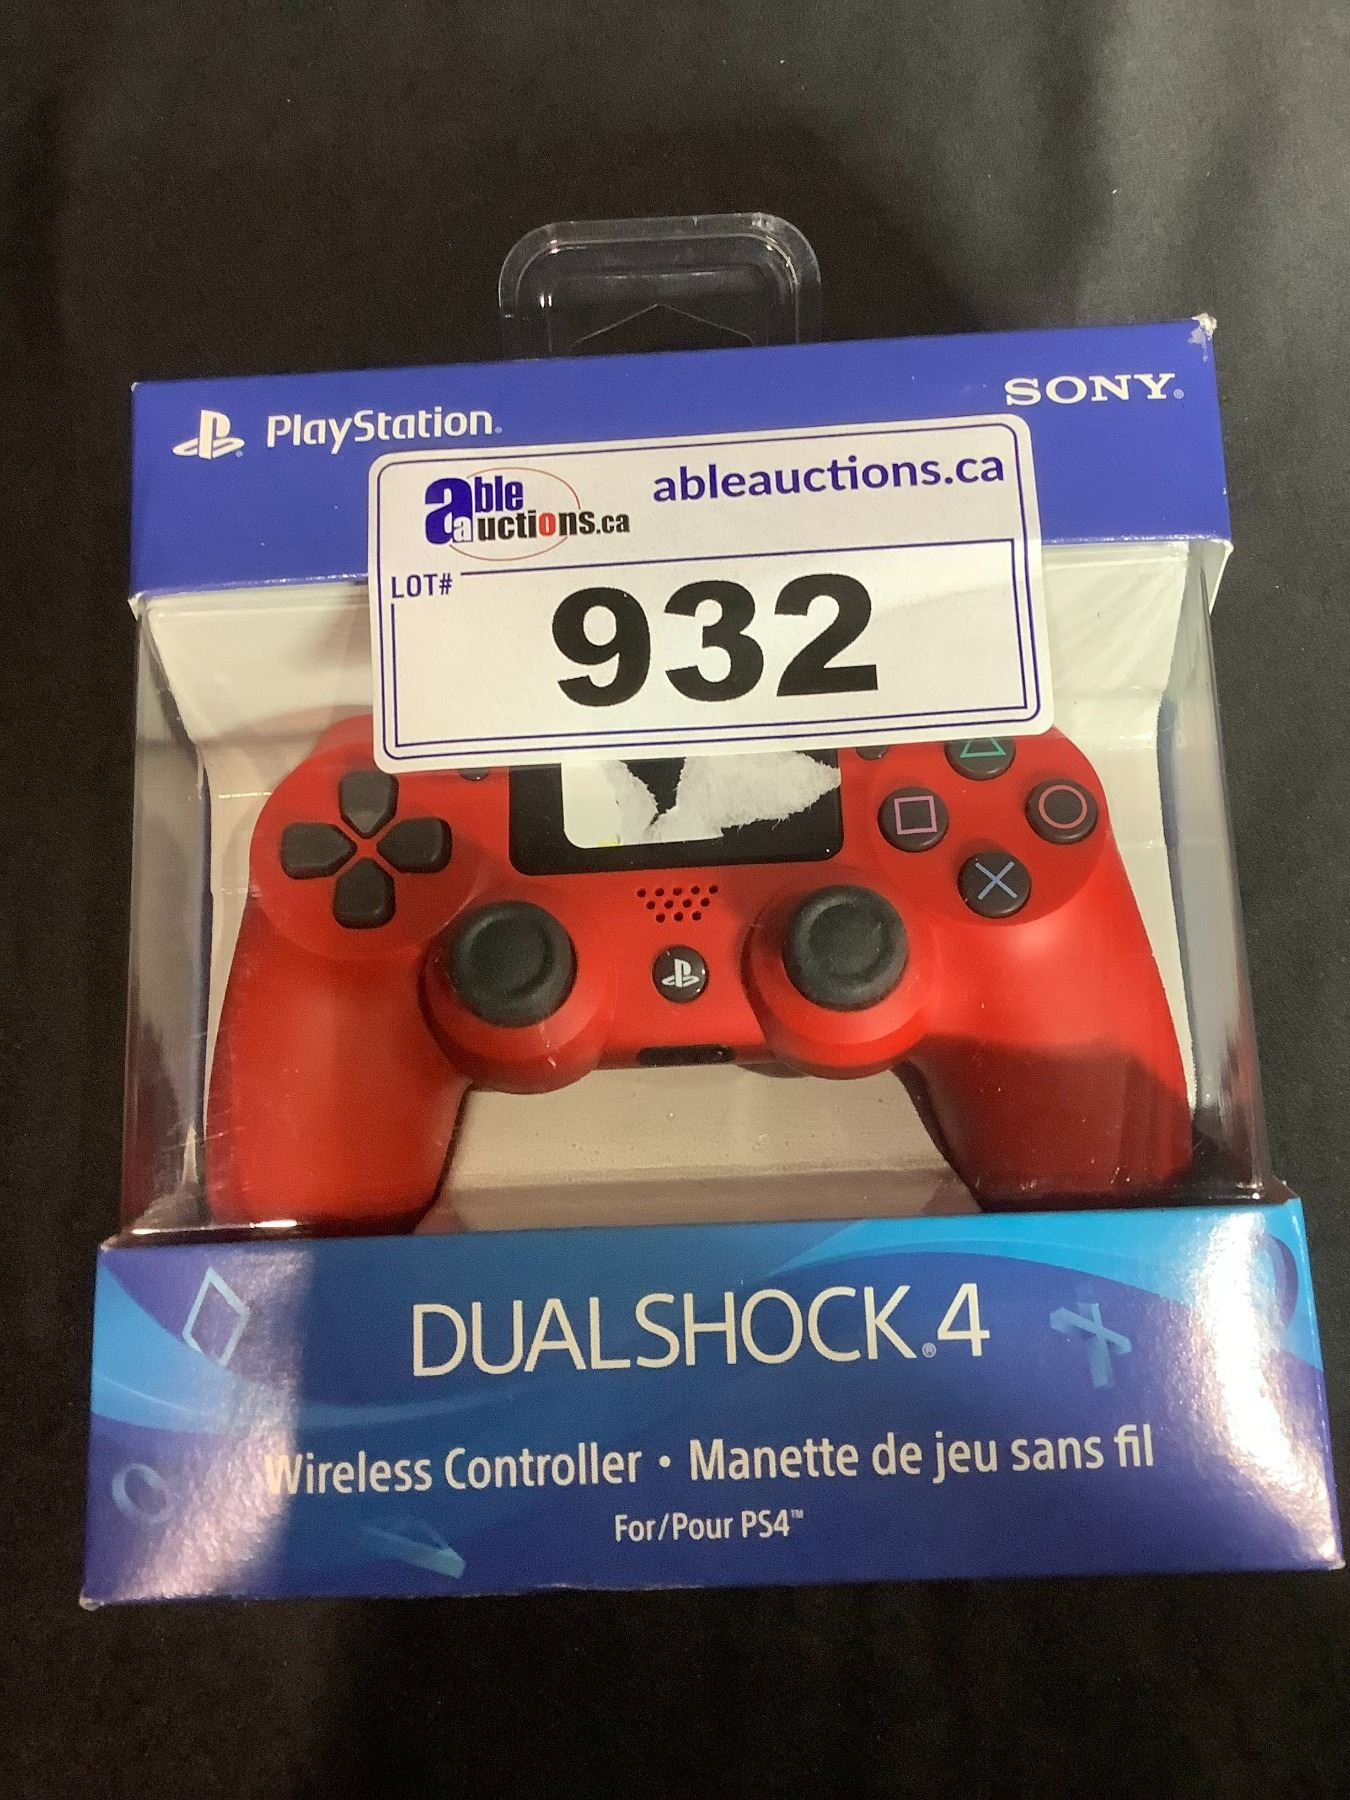 PlayStation®
SONY®
able auctions.ca
ableauctions.ca
LOT#
932
DUALSHOCK®4
Wireless Controller • Manette de jeu sans fil
For/Pour PS4™